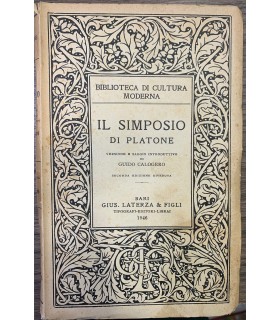 BIBLIOTECA DI CULTURA
MODERNA
IL SIMPOSIO
DI PLATONE
VERSIONE E SAGGIO INTRODUTTIVO
DI
GUIDO CALOGERO
SECONDA EDIZIONE RIVEDUTA
BARI
GIUS. LATERZA & FIGLI
TIPOGRAFI-EDITORI-LIBRAI
1946